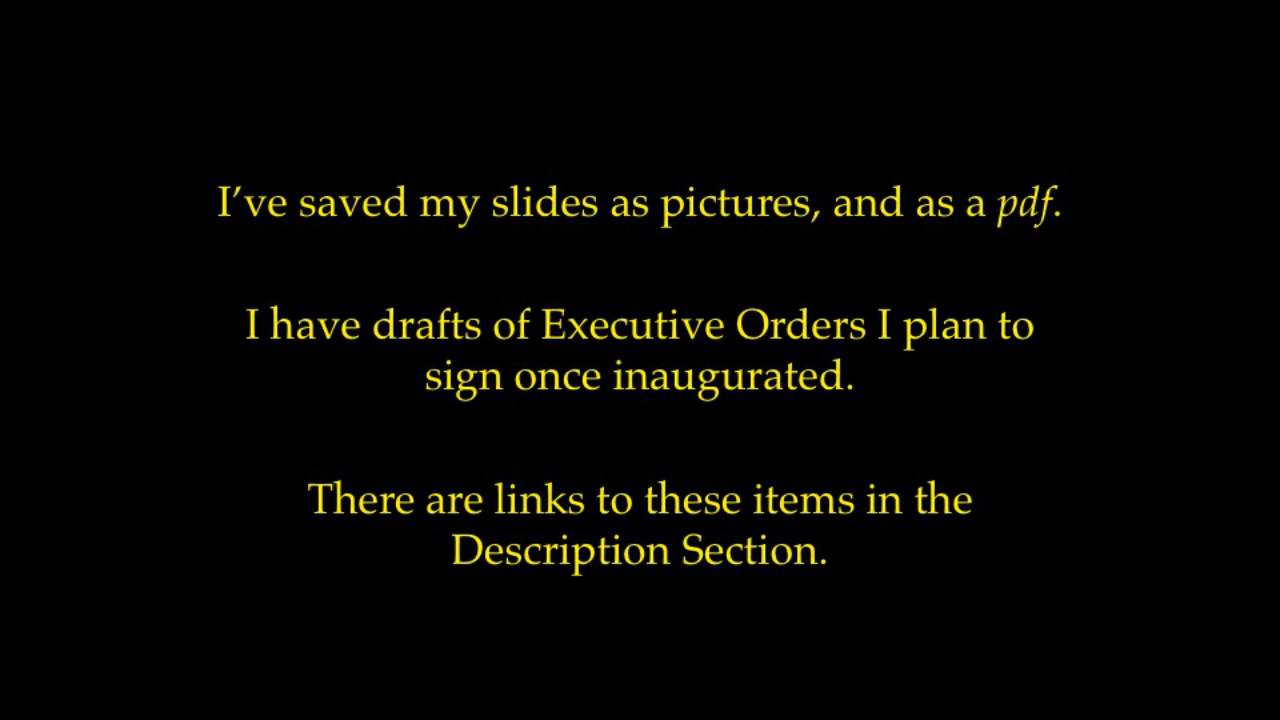 I’ve saved my slides as pictures, and as a pdf.
I have drafts of Executive Orders I plan to
sign once inaugurated.
There are links to these items in the
Description Section.